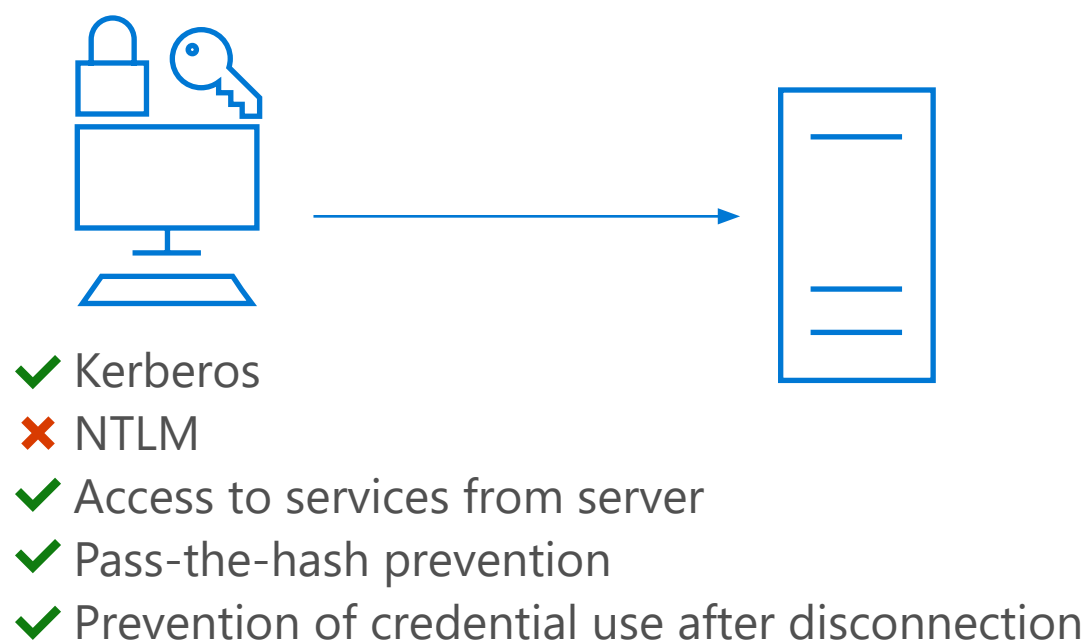 Kerberos
NTLM
Access to services from server
Pass-the-hash prevention
Prevention of credential use after disconnection